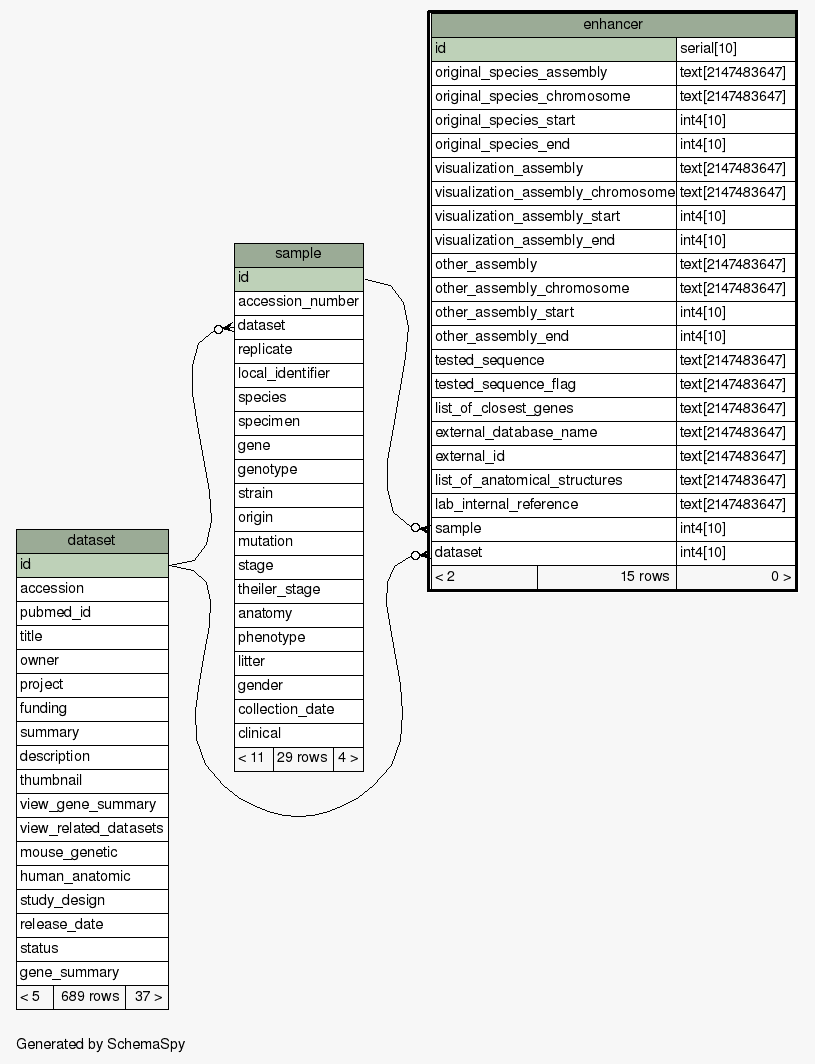 enhancer
id serial[10]
original_species_assembly text[2147483647]
original_species_chromosome text[2147483647]
original_species_start int4[10]
original_species_end int4[10]
visualization_assembly text[2147483647]
visualization_assembly_chromosome text[2147483647]
visualization_assembly_start int4[10]
visualization_assembly_end int4[10]
other_assembly text[2147483647]
other_assembly_chromosome text[2147483647]
other_assembly_start int4[10]
other_assembly_end int4[10]
tested_sequence text[2147483647]
tested_sequence_flag text[2147483647]
list_of_closest_genes text[2147483647]
external_database_name text[2147483647]
external_id text[2147483647]
list_of_anatomical_structures text[2147483647]
lab_internal_reference text[2147483647]
sample int4[10]
dataset int4[10]
< 2 15 rows 0 >
sample
id
accession_number
dataset
replicate
local_identifier
species
specimen
gene
genotype
strain
origin
mutation
stage
theiler_stage
anatomy
phenotype
litter
gender
collection_date
clinical
< 11 29 rows 4 >
dataset
id
accession
pubmed_id
title
owner
project
funding
summary
description
thumbnail
view_gene_summary
view_related_datasets
mouse_genetic
human_anatomic
study_design
release_date
status
gene_summary
< 5 689 rows 37 >
Generated by SchemaSpy